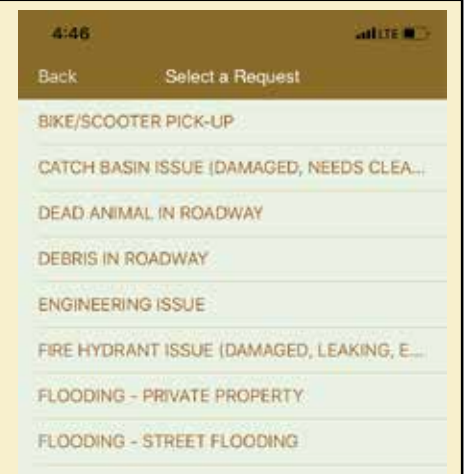 4:46 LTE
Back Select a Request
BIKE/SCOOTER PICK-UP
CATCH BASIN ISSUE (DAMAGED, NEEDS CLEA...
DEAD ANIMAL IN ROADWAY
DEBRIS IN ROADWAY
ENGINEERING ISSUE
FIRE HYDRANT ISSUE (DAMAGED, LEAKING, E...
FLOODING - PRIVATE PROPERTY
FLOODING - STREET FLOODING